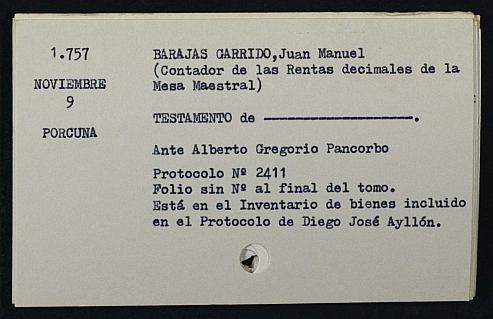 1.757
NOVIEMBRE
9
PORCUNA
BARAJAS GARRIDO,Juan Manuel
(Contador de las Rentas decimales de la
Mesa Maestral)
TESTAMENTO de ——————————.
Ante Alberto Gregorio Pancorbo
Protocolo Nº 2411
Folio sin Nº al final del tomo.
Está en el Inventario de bienes incluido
en el Protocolo de Diego José Ayllón.